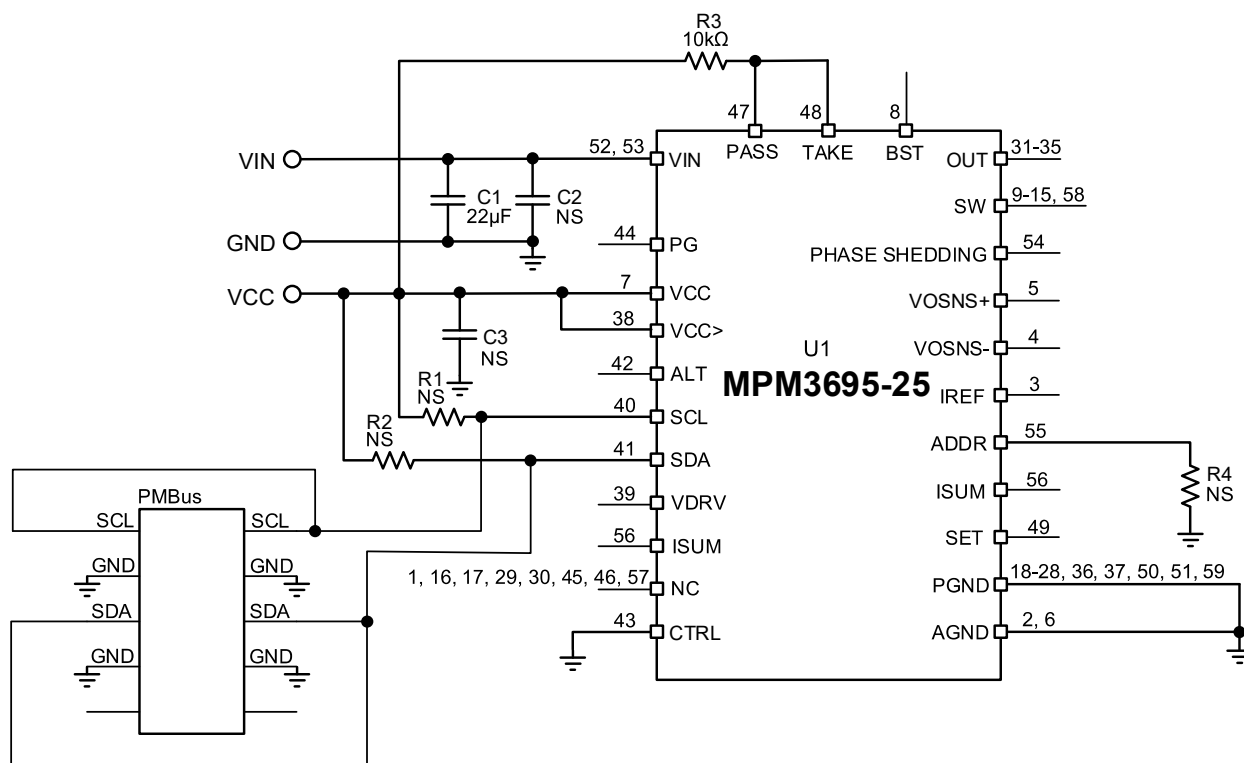 R3
10kΩ
47
48
8
PASS
TAKE
BST
VIN
52, 53
VIN
OUT
31-35
C1
22µF
C2
NS
SW
9-15, 58
GND
44
PG
PHASE SHEDDING
54
VCC
7
VCC
VOSNS+
5
38
VCC>
C3
NS
U1
MPM3695-25
VOSNS-
4
42
ALT
IREF
3
R1
NS
40
SCL
ADDR
55
R2
NS
41
SDA
R4
NS
PMBus
39
VDRV
ISUM
56
SCL
SCL
56
ISUM
SET
49
GND
GND
1, 16, 17, 29, 30, 45, 46, 57
NC
PGND
18-28, 36, 37, 50, 51, 59
SDA
SDA
43
CTRL
AGND
2, 6
GND
GND